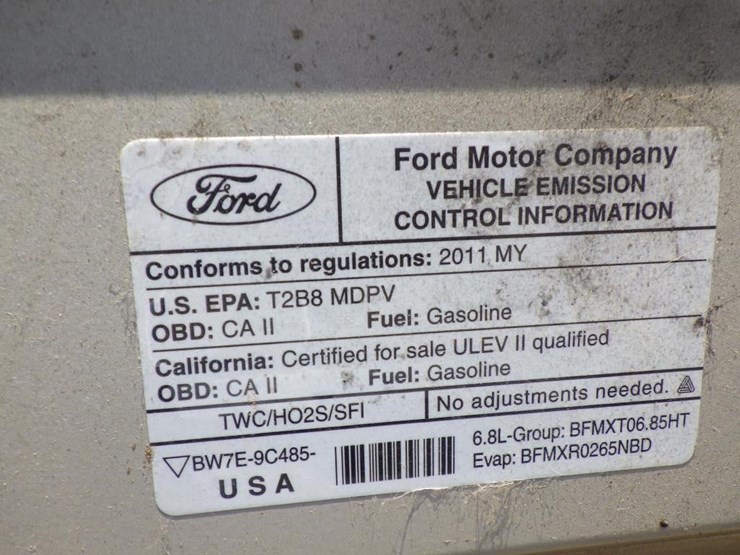 Ford
Ford Motor Company
VEHICLE EMISSION
CONTROL INFORMATION
Conforms to regulations: 2011 MY
U.S. EPA: T2B8 MDPV
OBD: CA II Fuel: Gasoline
California: Certified for sale ULEV II qualified
OBD: CA II Fuel: Gasoline
TWC/HO2S/SFI
No adjustments needed.
BW7E-9C485-
USA
6.8L-Group: BFMXT06.85HT
Evap: BFMXR0265NBD